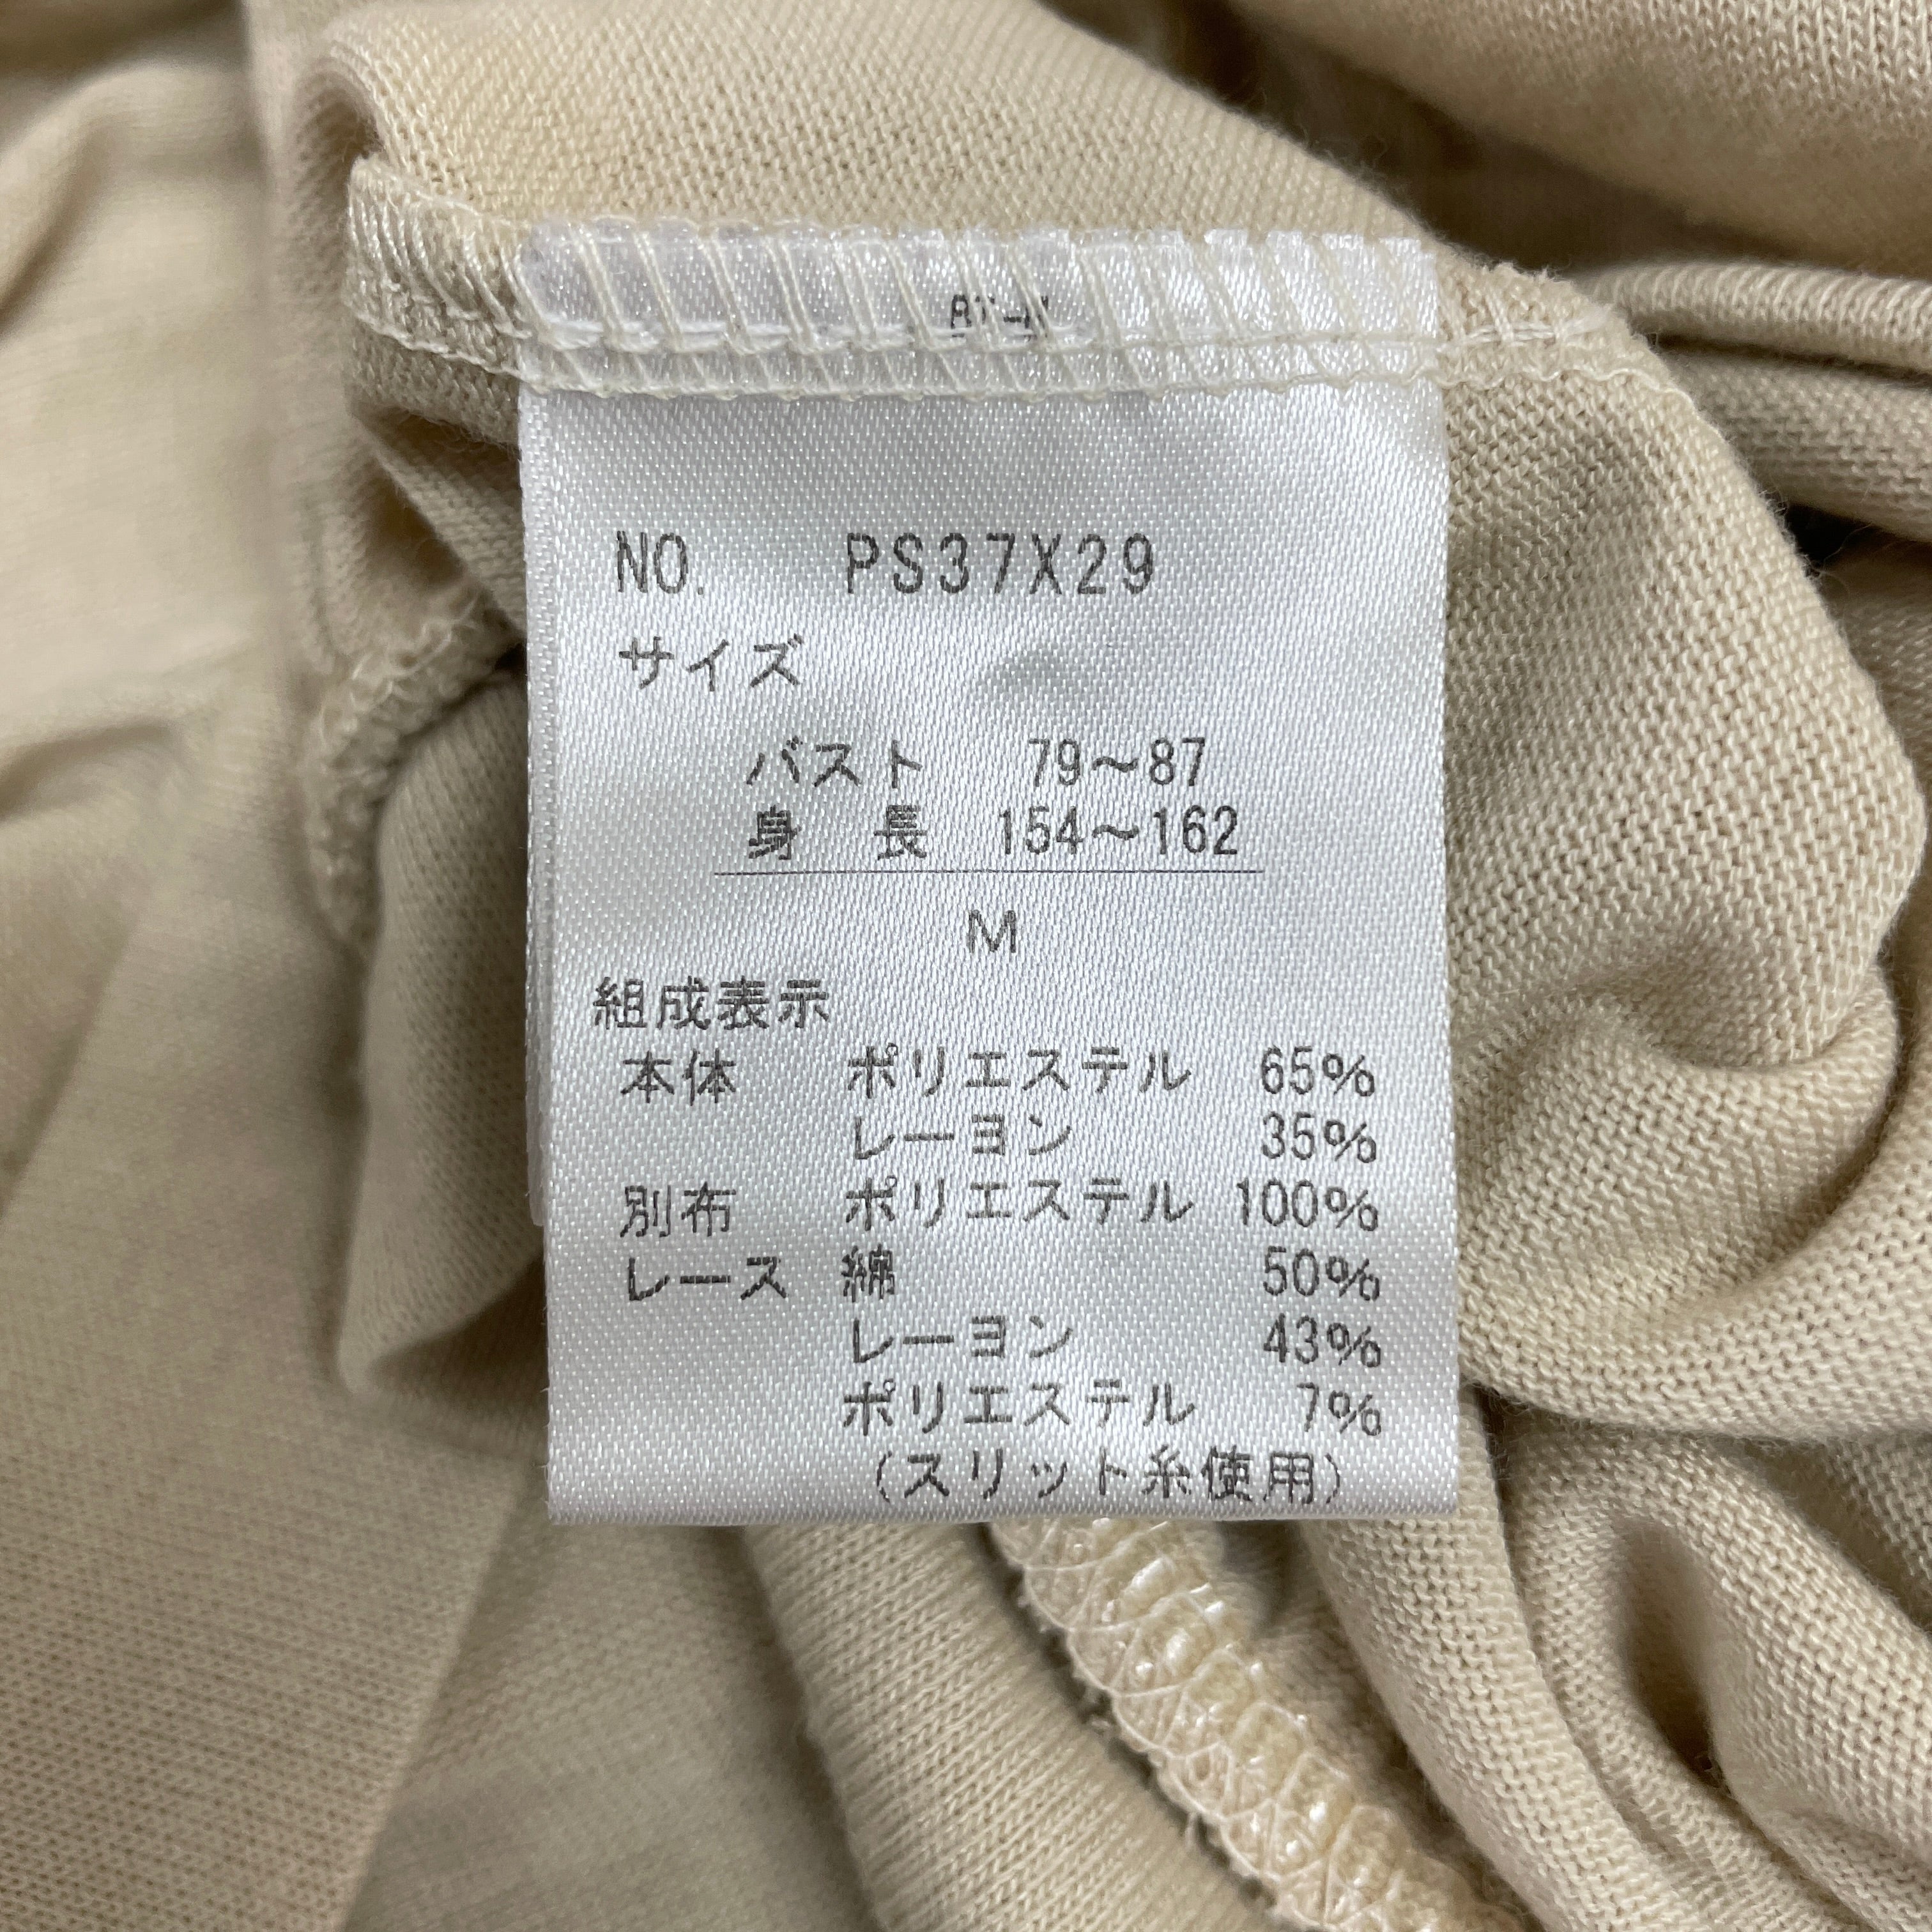 NO. PS37X29
サイズ
バスト 79〜87
身 長 154〜162
M
組成表示
本体 ポリエステル 65%
レーヨン 35%
別布 ポリエステル 100%
レース 綿 50%
レーヨン 43%
ポリエステル 7%
(スリット糸使用)